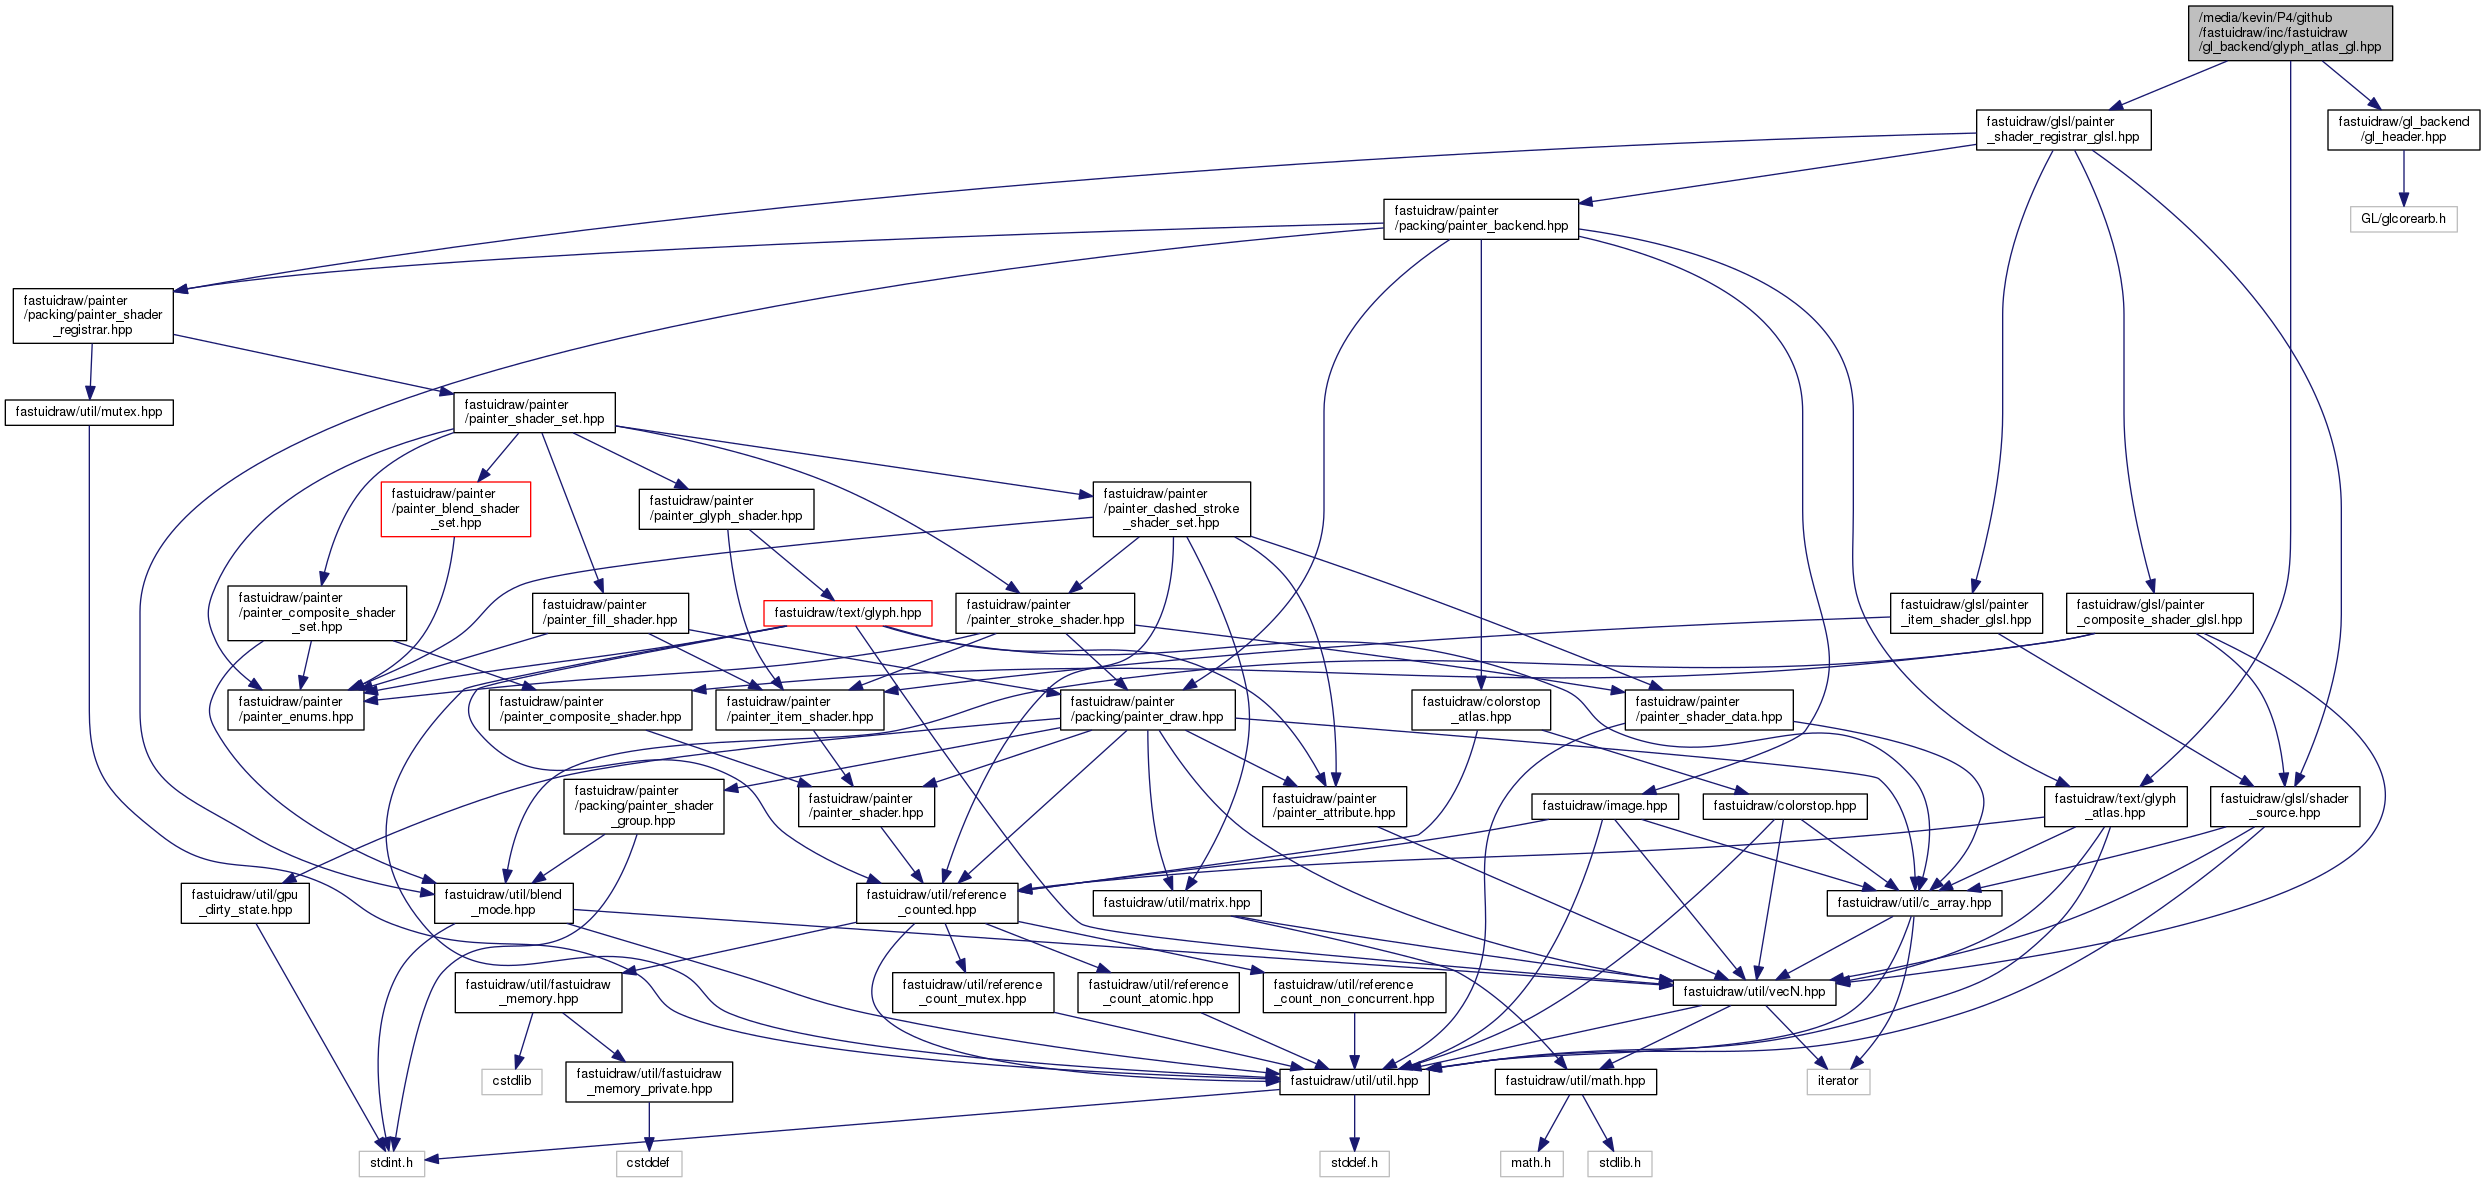 /media/kevin/P4/github
/fastuidraw/inc/fastuidraw
/gl_backend/glyph_atlas_gl.hpp
fastuidraw/glsl/painter
_shader_registrar_glsl.hpp
fastuidraw/gl_backend
/gl_header.hpp
fastuidraw/painter
/packing/painter_backend.hpp
GL/glcorearb.h
fastuidraw/painter
/packing/painter_shader
_registrar.hpp
fastuidraw/util/mutex.hpp
fastuidraw/painter
/painter_shader_set.hpp
fastuidraw/painter
/painter_blend_shader
_set.hpp
fastuidraw/painter
/painter_glyph_shader.hpp
fastuidraw/painter
/painter_dashed_stroke
_shader_set.hpp
fastuidraw/painter
/painter_composite_shader
_set.hpp
fastuidraw/painter
/painter_fill_shader.hpp
fastuidraw/text/glyph.hpp
fastuidraw/painter
/painter_stroke_shader.hpp
fastuidraw/glsl/painter
_item_shader_glsl.hpp
fastuidraw/glsl/painter
_composite_shader_glsl.hpp
fastuidraw/painter
/painter_enums.hpp
fastuidraw/painter
/painter_composite_shader.hpp
fastuidraw/painter
/painter_item_shader.hpp
fastuidraw/painter
/packing/painter_draw.hpp
fastuidraw/colorstop
_atlas.hpp
fastuidraw/painter
/painter_shader_data.hpp
fastuidraw/painter
/packing/painter_shader
_group.hpp
fastuidraw/painter
/painter_shader.hpp
fastuidraw/painter
/painter_attribute.hpp
fastuidraw/image.hpp
fastuidraw/colorstop.hpp
fastuidraw/text/glyph
_atlas.hpp
fastuidraw/glsl/shader
_source.hpp
fastuidraw/util/gpu
_dirty_state.hpp
fastuidraw/util/blend
_mode.hpp
fastuidraw/util/reference
_counted.hpp
fastuidraw/util/matrix.hpp
fastuidraw/util/c_array.hpp
fastuidraw/util/fastuidraw
_memory.hpp
fastuidraw/util/reference
_count_mutex.hpp
fastuidraw/util/reference
_count_atomic.hpp
fastuidraw/util/reference
_count_non_concurrent.hpp
fastuidraw/util/vecN.hpp
cstdlib
fastuidraw/util/fastuidraw
_memory_private.hpp
fastuidraw/util/util.hpp
fastuidraw/util/math.hpp
iterator
stdint.h
cstddef
stddef.h
math.h
stdlib.h